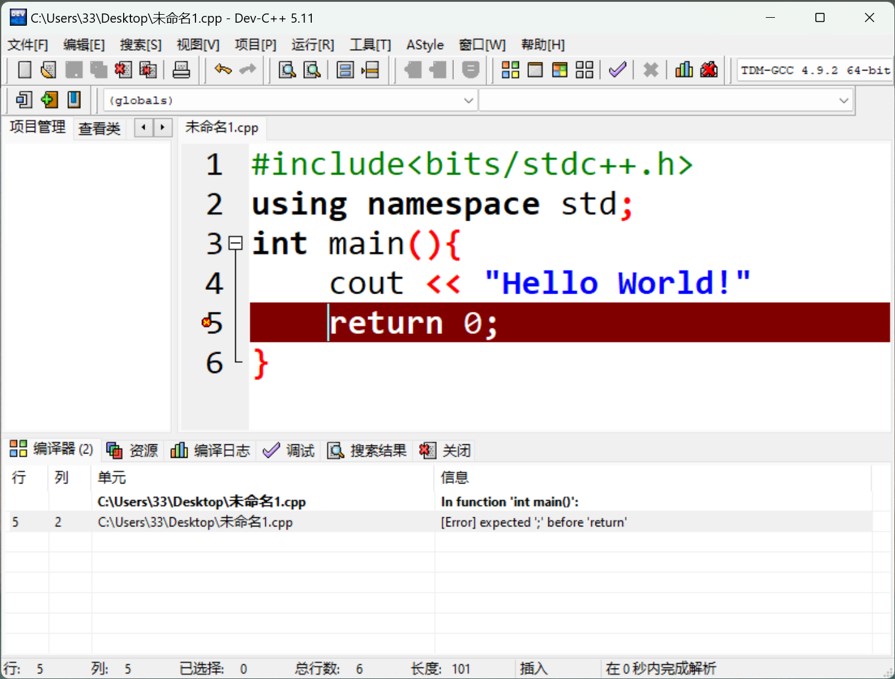 C:\Users\33\Desktop\未命名1.cpp - Dev-C++ 5.11
文件[F] 编辑[E] 搜索[S] 视图[V] 项目[P] 运行[R] 工具[T] AStyle 窗口[W] 帮助[H]
TDM-GCC 4.9.2 64-bit
(globals)
项目管理 查看类 未命名1.cpp
1 #include<bits/stdc++.h>
2 using namespace std;
3 int main(){
4 cout << "Hello World!"
5 return 0;
6 }
编译器 (2) 资源 编译日志 调试 搜索结果 关闭
行 列 单元 信息
C:\Users\33\Desktop\未命名1.cpp In function 'int main()':
5 2 C:\Users\33\Desktop\未命名1.cpp [Error] expected ';' before 'return'
行: 5 列: 5 已选择: 0 总行数: 6 长度: 101 插入 在 0 秒内完成解析